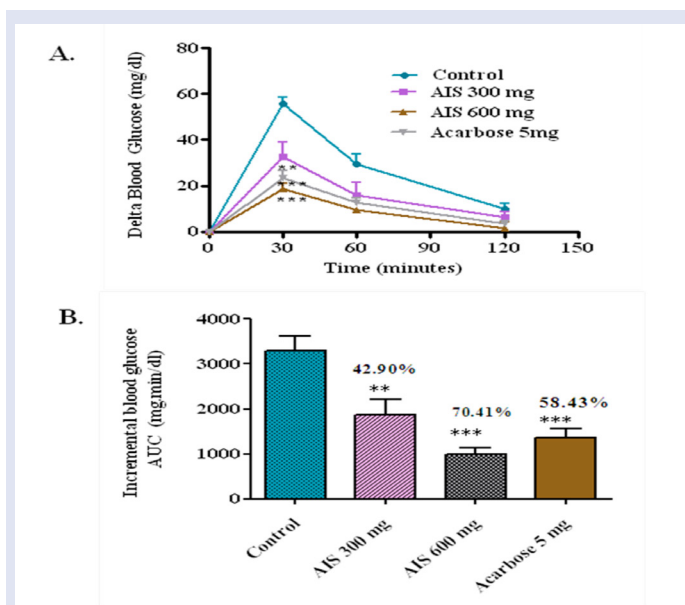 A.
80
60
40
20
0
Delta Blood Glucose (mg/dl)
Control
AIS 300 mg
AIS 600 mg
Acarbose 5mg
**
***
***
0 30 60 90 120 150
Time (minutes)
B.
4000
3000
2000
1000
0
Incremental blood glucose
AUC (mg.min/dl)
42.90%
**
70.41%
***
58.43%
***
Control
AIS 300 mg
AIS 600 mg
Acarbose 5 mg